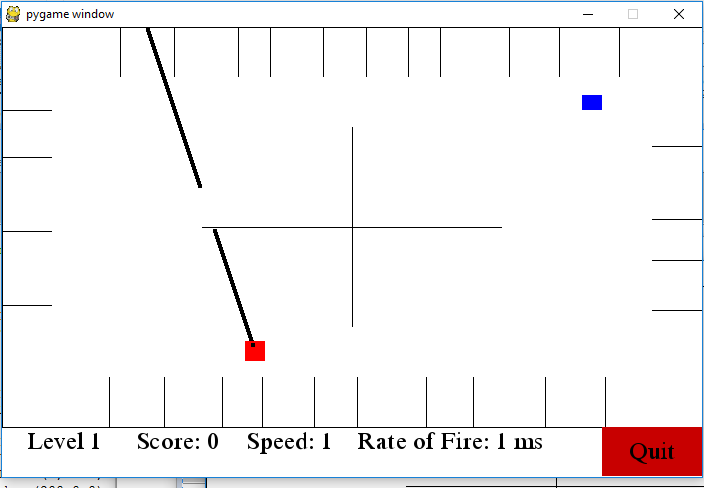 pygame window
Level 1 Score: 0 Speed: 1 Rate of Fire: 1 ms
Quit